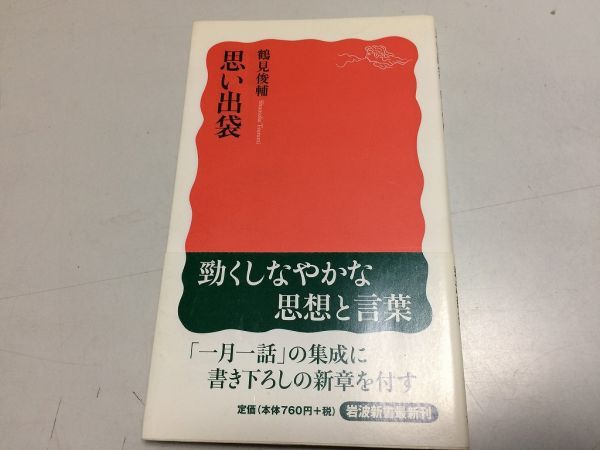 鶴見俊輔
Shunsuke Tsurumi
思い出袋
勁くしなやかな
思想と言葉
「一月一話」の集成に
書き下ろしの新章を付す
定価(本体760円+税)
岩波新書最新刊